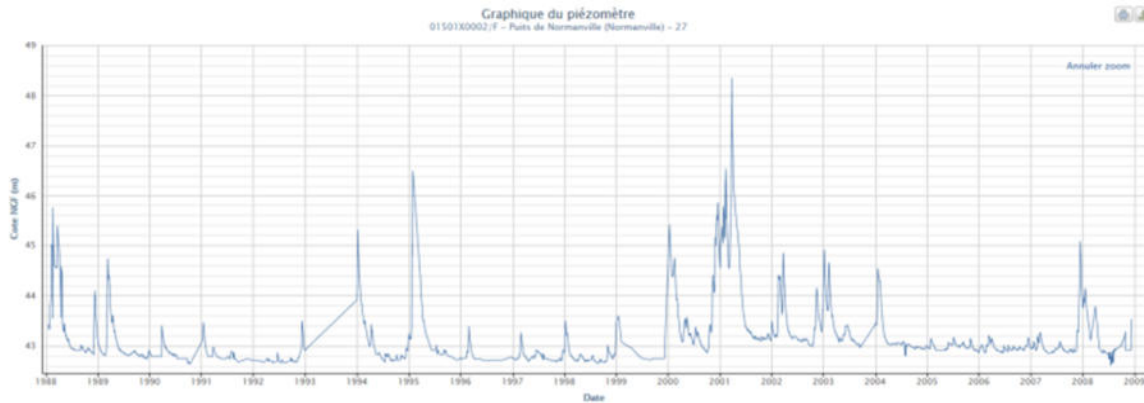 Graphique du piézomètre
01501X0002/F - Puits de Normanville (Normanville) - 27
Annuler zoom
49
48
47
46
45
44
43
Cote NGF (m)
1988 1989 1990 1991 1992 1993 1994 1995 1996 1997 1998 1999 2000 2001 2002 2003 2004 2005 2006 2007 2008 2009
Date